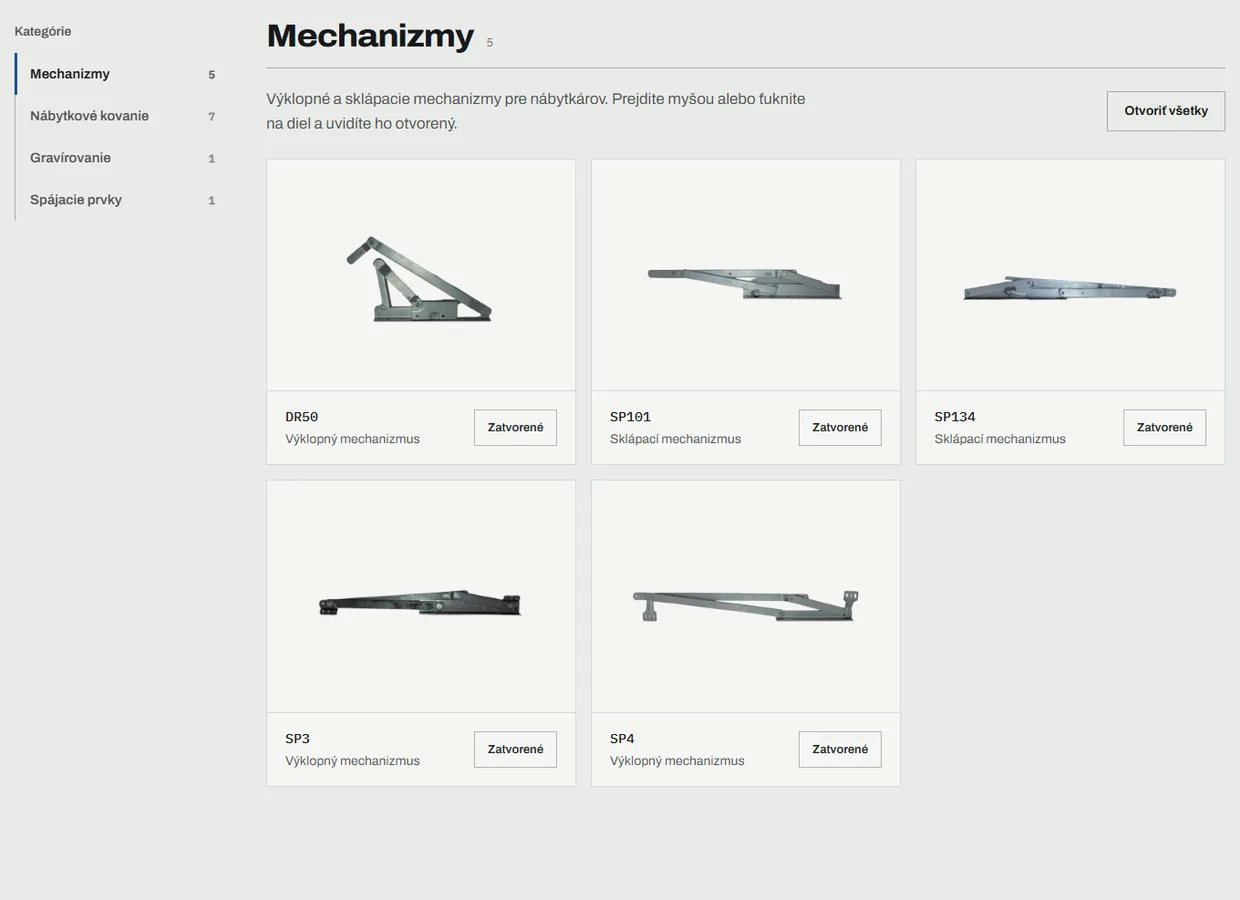 Kategórie
Mechanizmy 5
Nábytkové kovanie 7
Gravírovanie 1
Spájacie prvky 1
Mechanizmy 5
Výklopné a sklápacie mechanizmy pre nábytkárov. Prejdite myšou alebo ťuknite
na diel a uvidíte ho otvorený.
Otvoriť všetky
DR50
Výklopný mechanizmus
Zatvorené
SP101
Sklápací mechanizmus
Zatvorené
SP134
Sklápací mechanizmus
Zatvorené
SP3
Výklopný mechanizmus
Zatvorené
SP4
Výklopný mechanizmus
Zatvorené